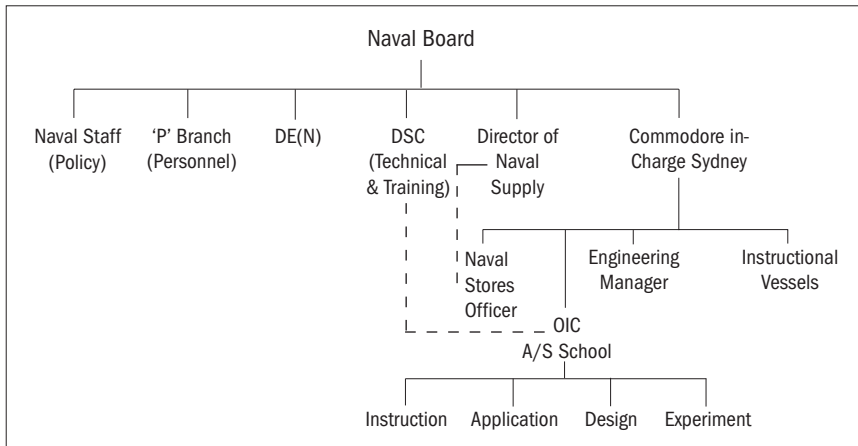 Naval Board
Naval Staff
(Policy)
‘P’ Branch
(Personnel)
DE(N)
DSC
(Technical
& Training)
Director of
Naval
Supply
Commodore in-
Charge Sydney
Naval
Stores
Officer
OIC
A/S School
Engineering
Manager
Instructional
Vessels
Instruction
Application
Design
Experiment